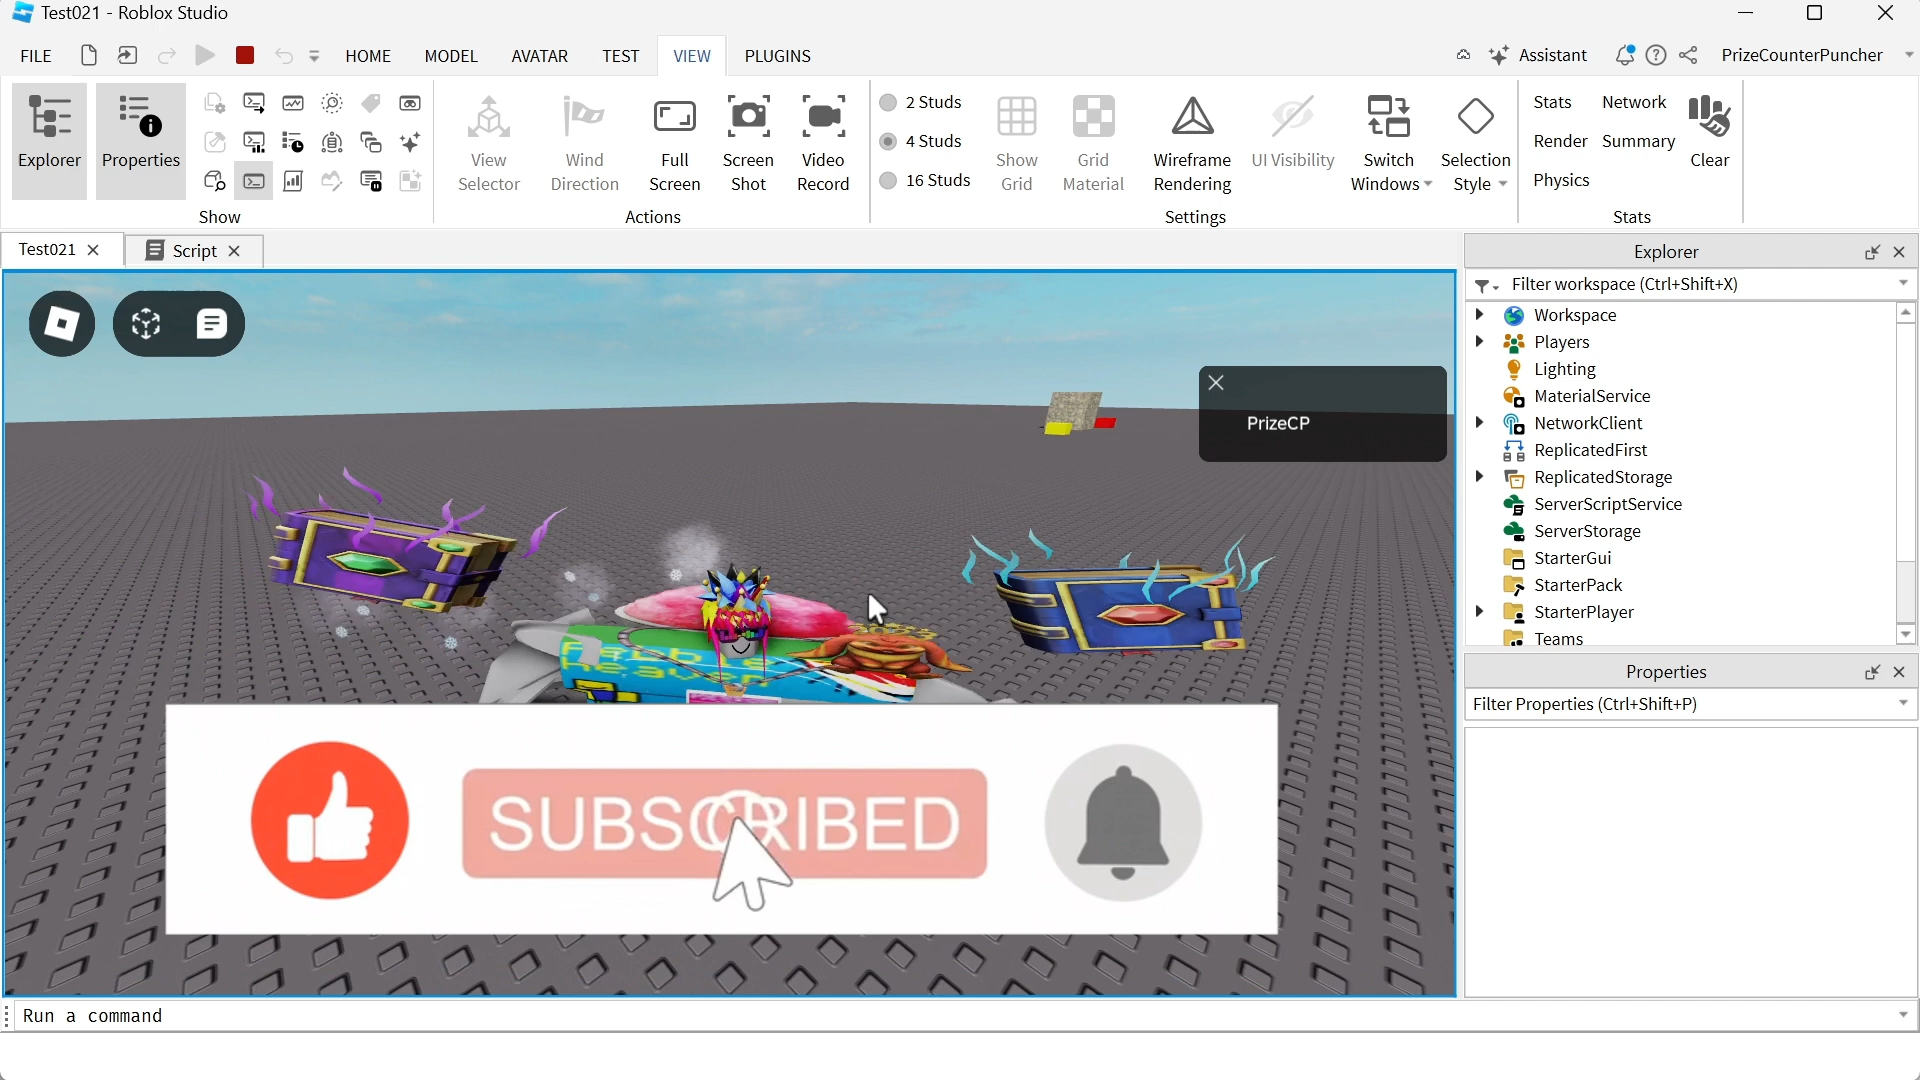 Test021 - Roblox Studio
FILE
HOME
MODEL
AVATAR
TEST
VIEW
PLUGINS
Assistant
PrizeCounterPuncher
Explorer
Properties
Show
View
Selector
Wind
Direction
Full
Screen
Screen
Shot
Video
Record
Actions
2 Studs
4 Studs
16 Studs
Show
Grid
Grid
Material
Wireframe
Rendering
UI Visibility
Switch
Windows
Selection
Style
Settings
Stats
Network
Render
Summary
Physics
Clear
Stats
Test021
Script
PrizeCP
heaven
SUBSCRIBED
Explorer
Filter workspace (Ctrl+Shift+X)
Workspace
Players
Lighting
MaterialService
NetworkClient
ReplicatedFirst
ReplicatedStorage
ServerScriptService
ServerStorage
StarterGui
StarterPack
StarterPlayer
Teams
Properties
Filter Properties (Ctrl+Shift+P)
Run a command